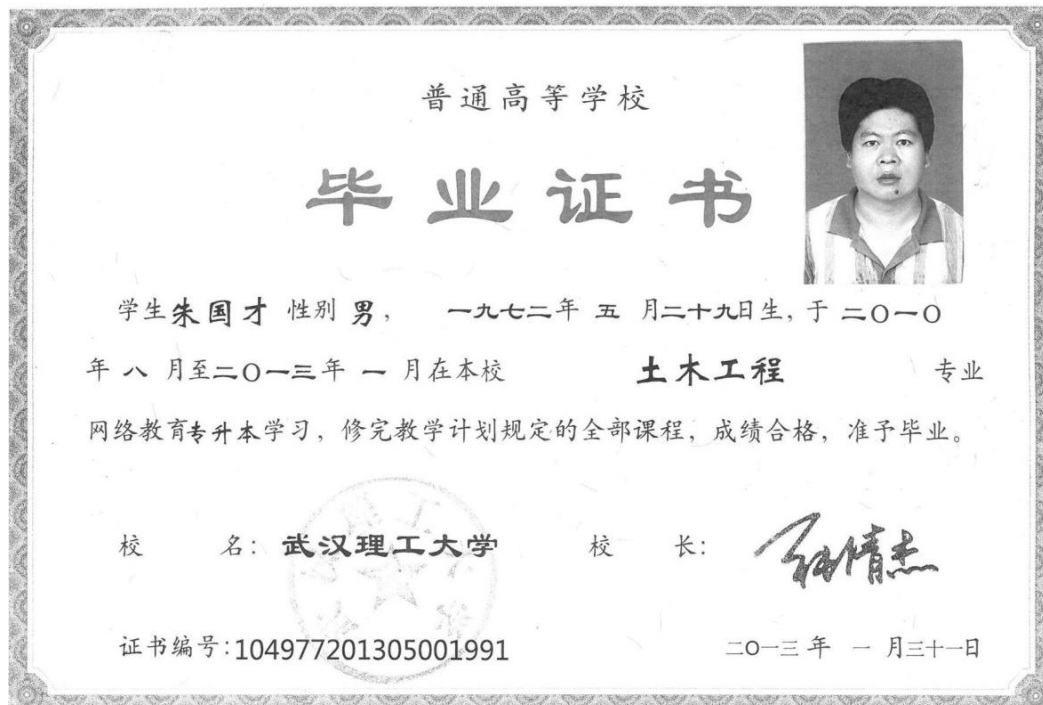 普通高等学校
毕业证书
学生朱国才 性别 男， 一九七二年 五 月二十九日生，于 二〇一〇
年 八 月至二〇一三年 一 月在本校 土木工程 专业
网络教育专升本学习，修完教学计划规定的全部课程，成绩合格，准予毕业。
校 名：武汉理工大学 校 长：
证书编号：104977201305001991 二〇一三年 一 月三十一日